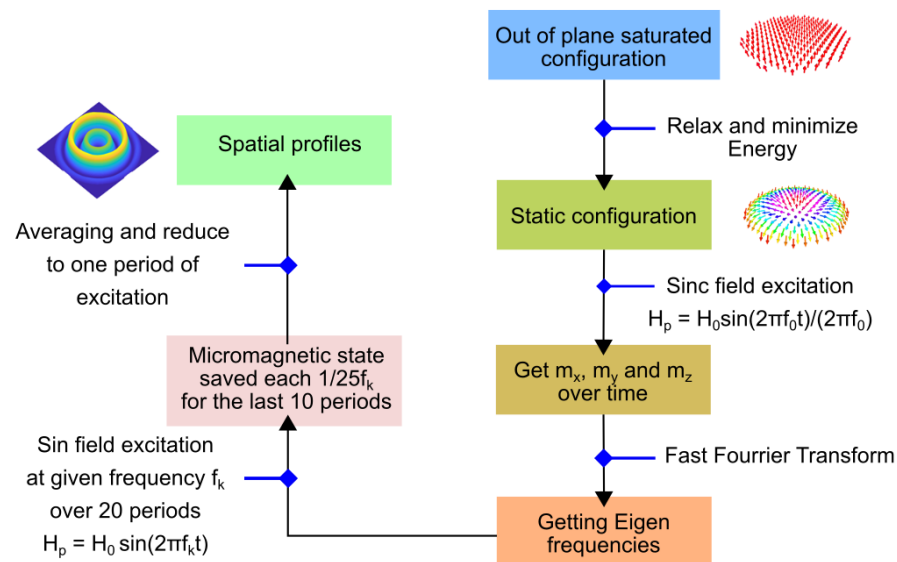 Out of plane saturated
configuration
Relax and minimize
Energy
Static configuration
Sinc field excitation
Hₚ = H₀sin(2πf₀t)/(2πf₀)
Get mₓ, mᵧ and m_z
over time
Fast Fourrier Transform
Getting Eigen
frequencies
Sin field excitation
at given frequency fₖ
over 20 periods
Hₚ = H₀ sin(2πfₖt)
Micromagnetic state
saved each 1/25fₖ
for the last 10 periods
Averaging and reduce
to one period of
excitation
Spatial profiles